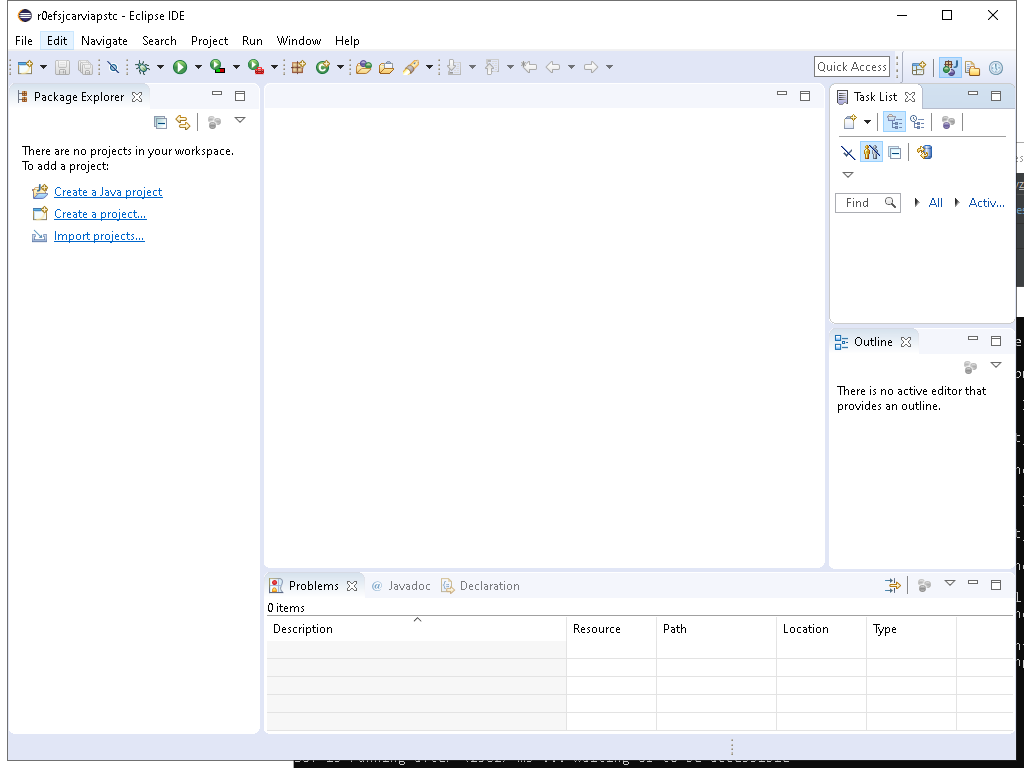 r0efsjcarviapstc - Eclipse IDE
File Edit Navigate Search Project Run Window Help
Quick Access
Package Explorer
Task List
There are no projects in your workspace.
To add a project:
Create a Java project
Create a project...
Import projects...
Find
All
Activ...
Outline
There is no active editor that
provides an outline.
Problems
@ Javadoc
Declaration
0 items
Description Resource Path Location Type